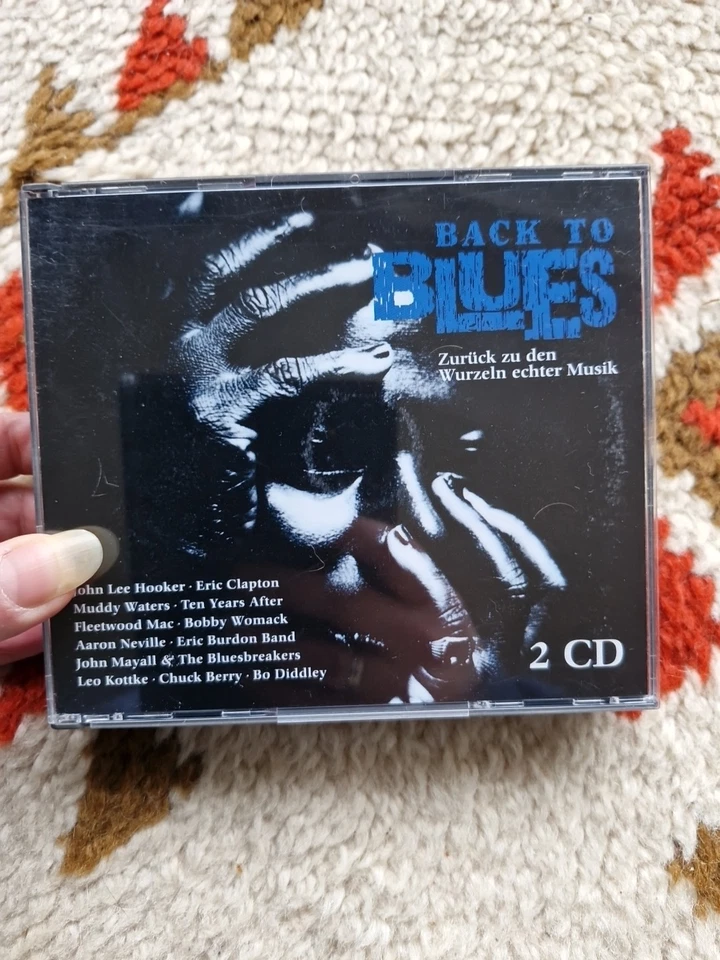 BACK TO
BLUES
Zurück zu den
Wurzeln echter Musik
John Lee Hooker · Eric Clapton
Muddy Waters · Ten Years After
Fleetwood Mac · Bobby Womack
Aaron Neville · Eric Burdon Band
John Mayall & The Bluesbreakers
Leo Kottke · Chuck Berry · Bo Diddley
2 CD